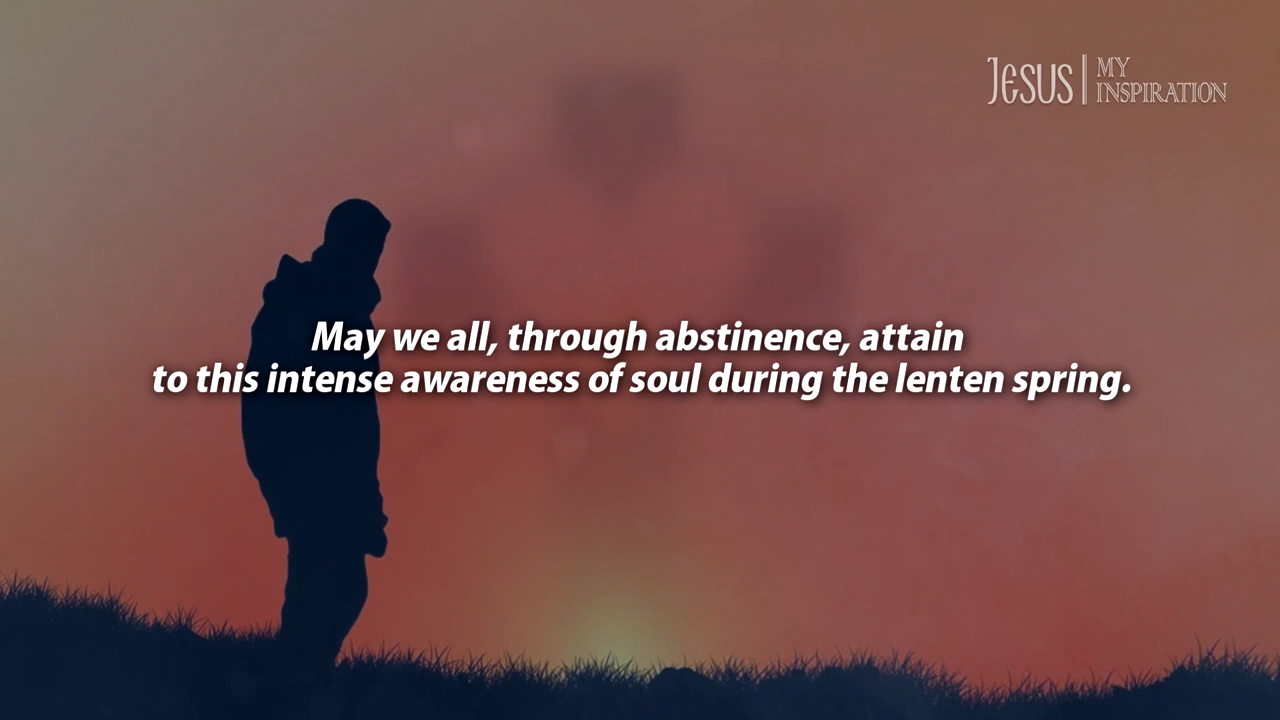 JESUS | MY INSPIRATION
May we all, through abstinence, attain
to this intense awareness of soul during the lenten spring.